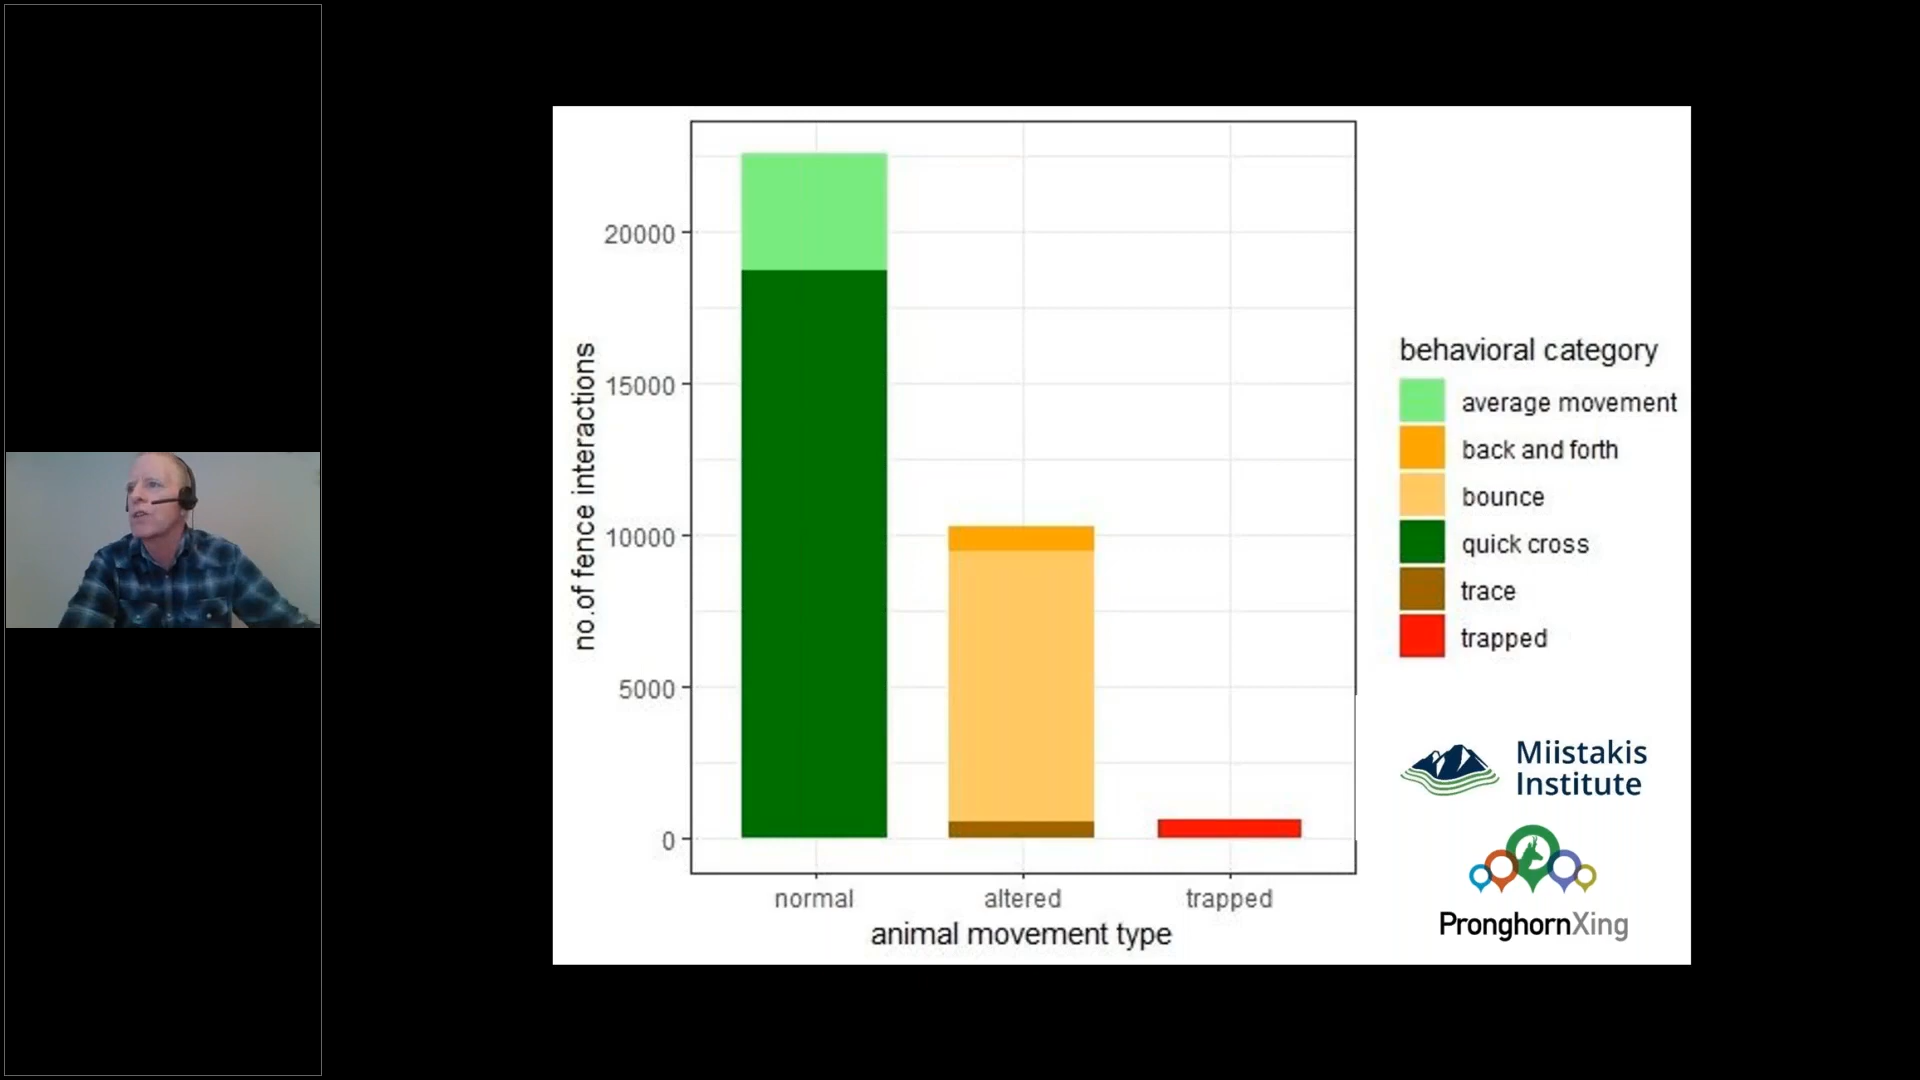 20000
15000
10000
5000
0
no.of fence interactions
normal
altered
trapped
animal movement type
behavioral category
average movement
back and forth
bounce
quick cross
trace
trapped
Miistakis
Institute
PronghornXing